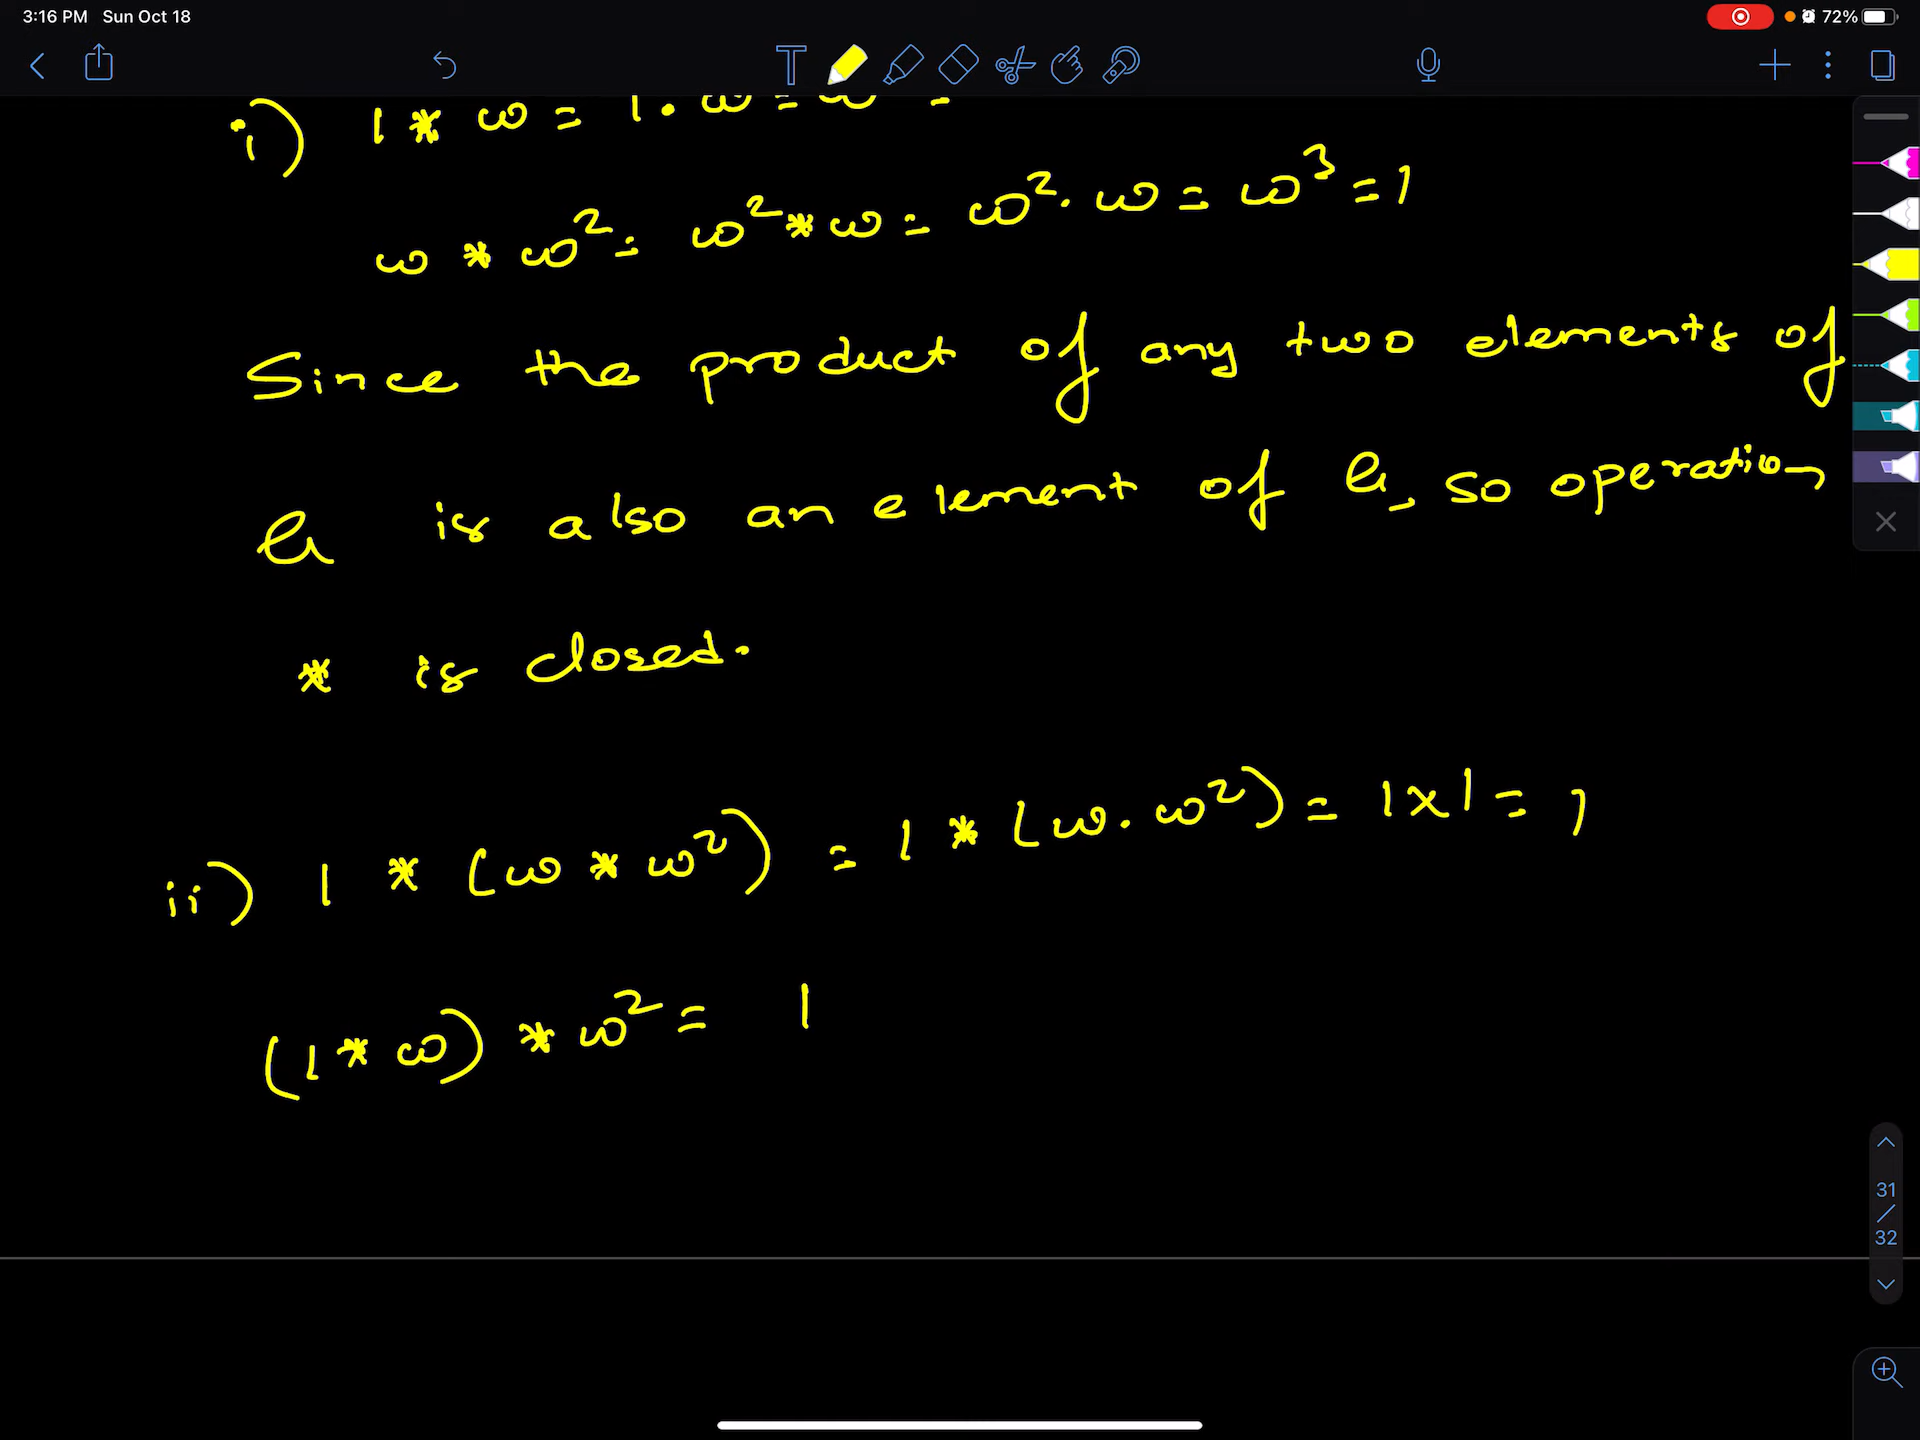 3:16 PM Sun Oct 18 72%
i) 1 * ω = 1 . ω = ω =
ω * ω² = ω² * ω = ω² . ω = ω³ = 1
Since the product of any two elements of
G is also an element of G, so operation
* is closed.
ii) 1 * (ω * ω²) = 1 * (ω . ω²) = 1 x 1 = 1
(1 * ω) * ω² = 1
31
/
32